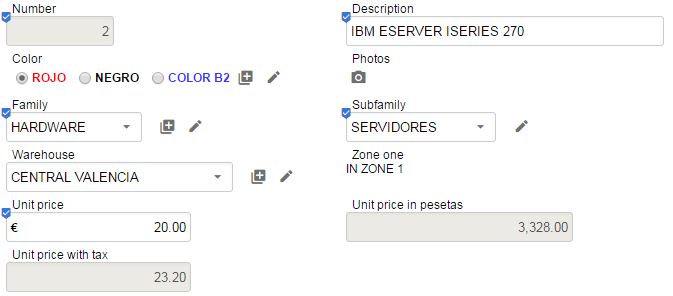 Number
2
Description
IBM ESERVER ISERIES 270
Color
ROJO NEGRO COLOR B2
Photos
Family
HARDWARE
Subfamily
SERVIDORES
Warehouse
CENTRAL VALENCIA
Zone one
IN ZONE 1
Unit price
€ 20.00
Unit price in pesetas
3,328.00
Unit price with tax
23.20